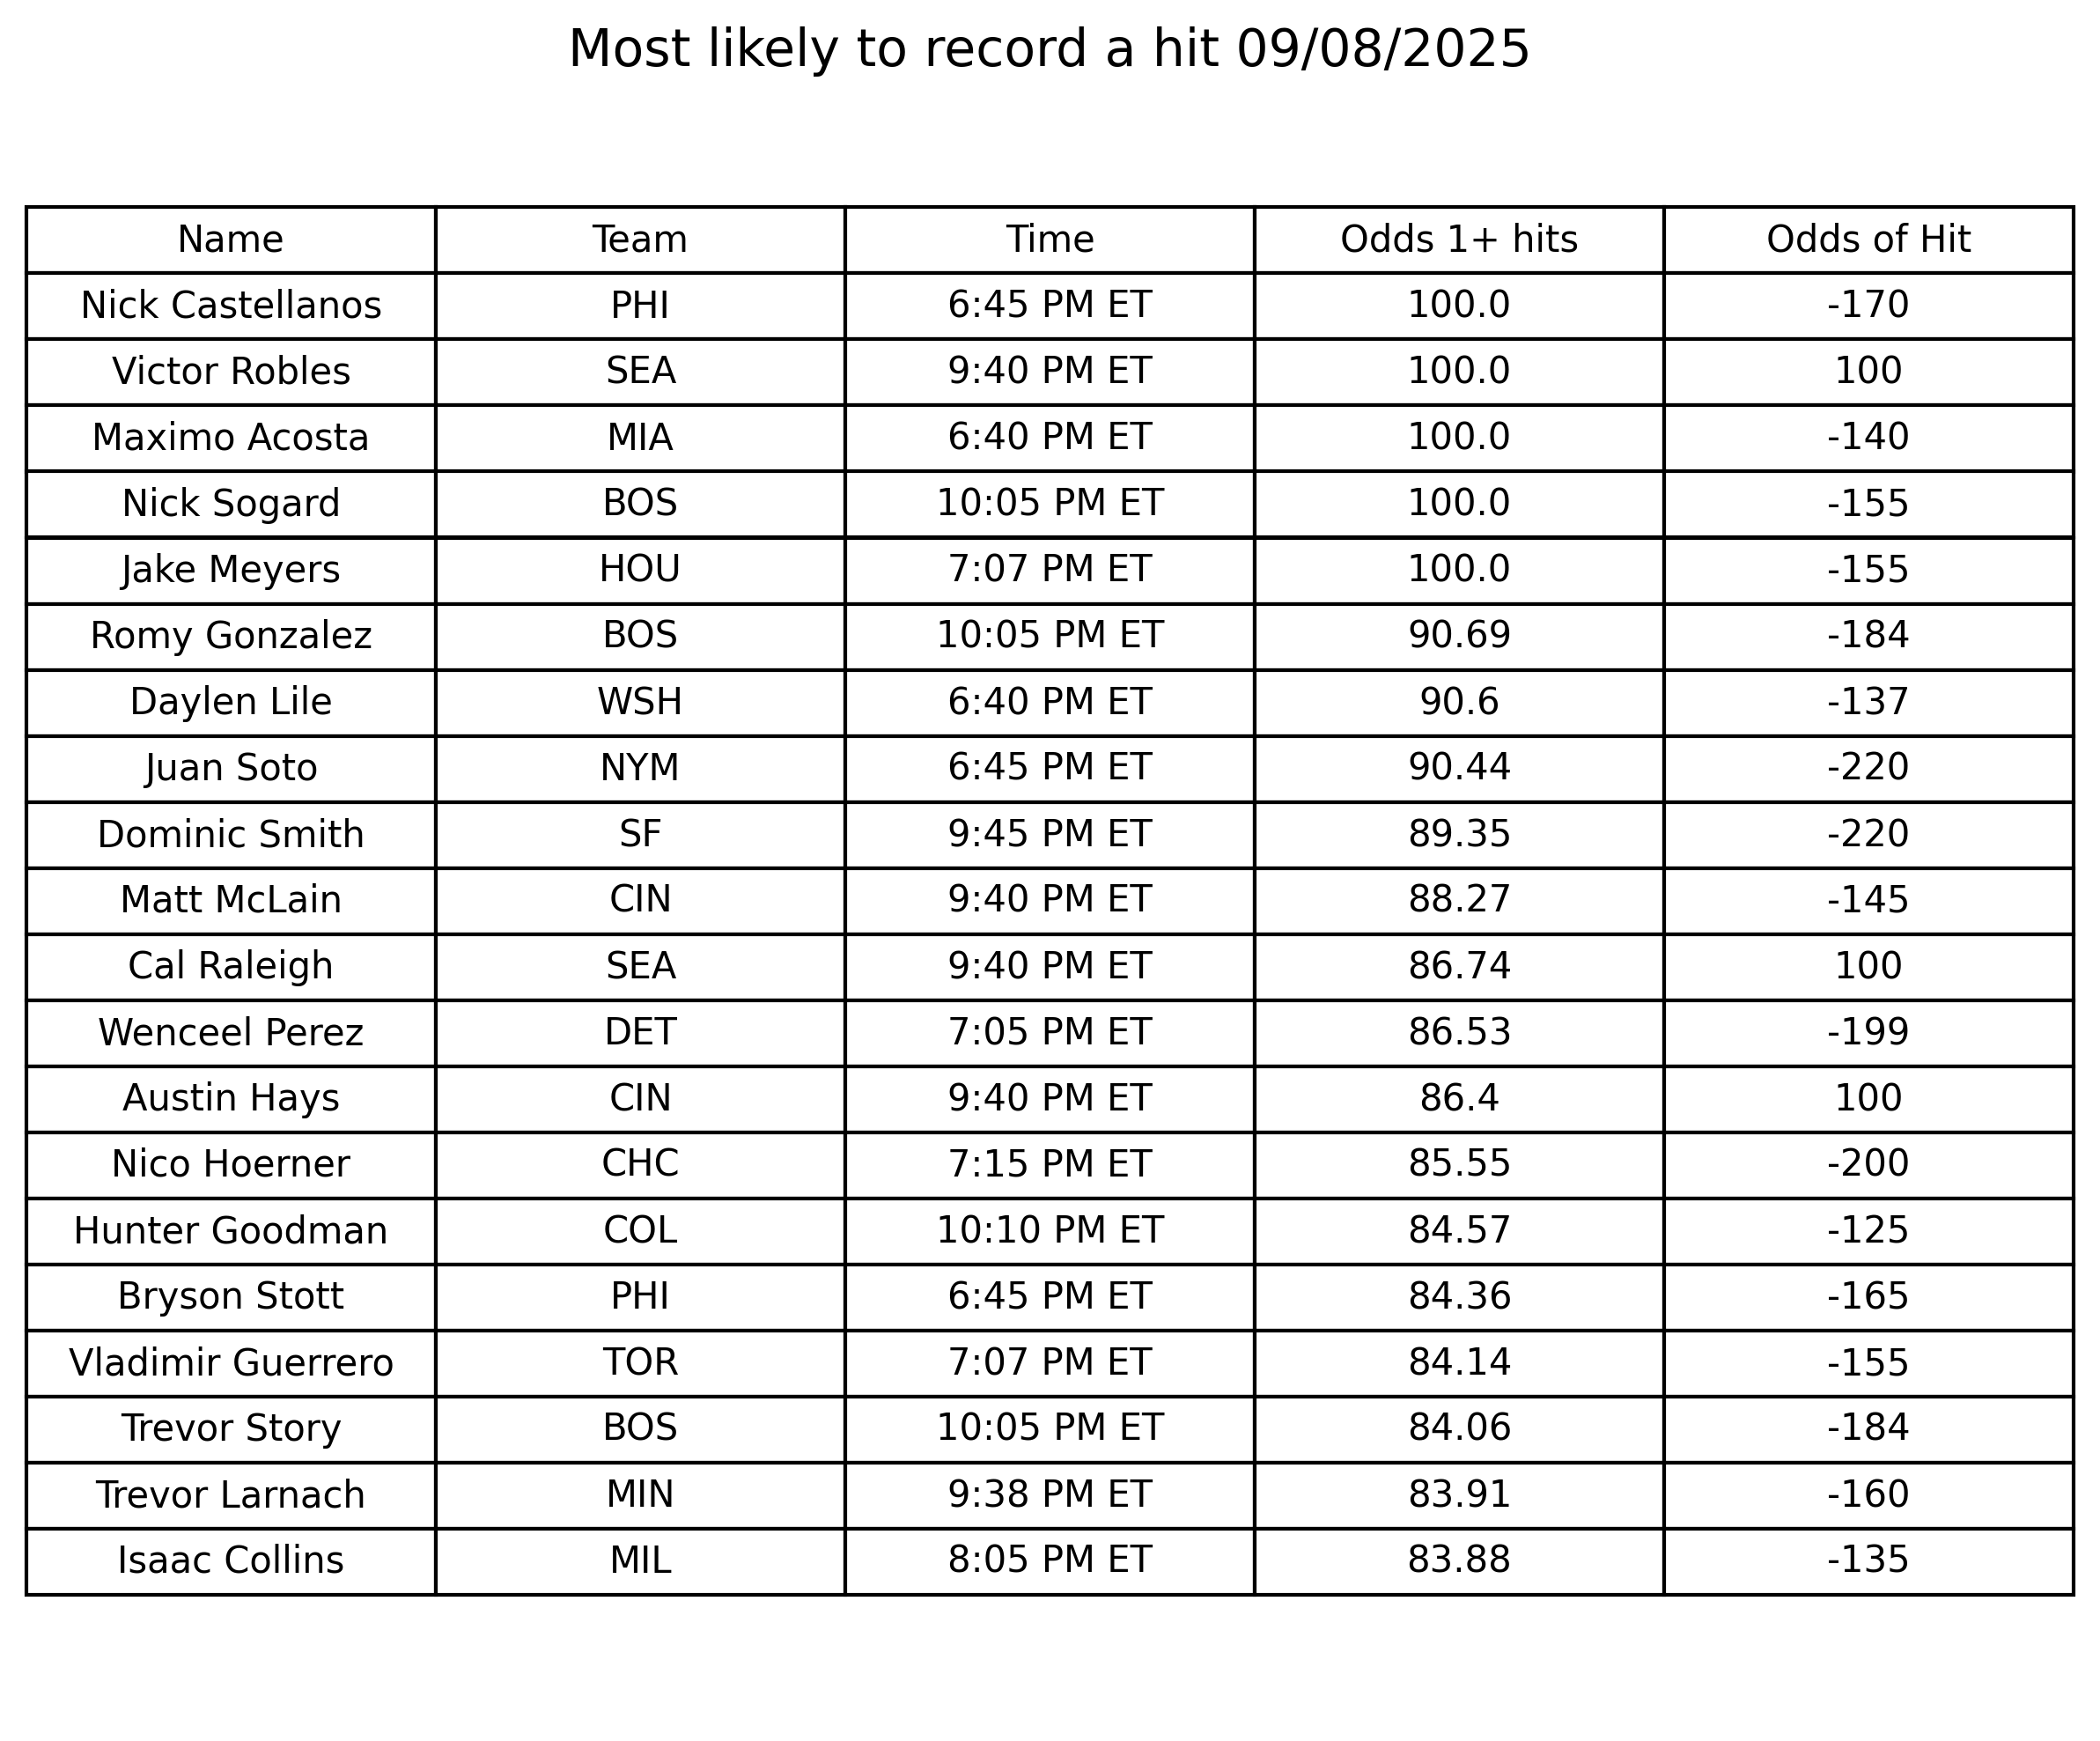 Most likely to record a hit 09/08/2025
Name Team Time Odds 1+ hits Odds of Hit
Nick Castellanos PHI 6:45 PM ET 100.0 -170
Victor Robles SEA 9:40 PM ET 100.0 100
Maximo Acosta MIA 6:40 PM ET 100.0 -140
Nick Sogard BOS 10:05 PM ET 100.0 -155
Jake Meyers HOU 7:07 PM ET 100.0 -155
Romy Gonzalez BOS 10:05 PM ET 90.69 -184
Daylen Lile WSH 6:40 PM ET 90.6 -137
Juan Soto NYM 6:45 PM ET 90.44 -220
Dominic Smith SF 9:45 PM ET 89.35 -220
Matt McLain CIN 9:40 PM ET 88.27 -145
Cal Raleigh SEA 9:40 PM ET 86.74 100
Wenceel Perez DET 7:05 PM ET 86.53 -199
Austin Hays CIN 9:40 PM ET 86.4 100
Nico Hoerner CHC 7:15 PM ET 85.55 -200
Hunter Goodman COL 10:10 PM ET 84.57 -125
Bryson Stott PHI 6:45 PM ET 84.36 -165
Vladimir Guerrero TOR 7:07 PM ET 84.14 -155
Trevor Story BOS 10:05 PM ET 84.06 -184
Trevor Larnach MIN 9:38 PM ET 83.91 -160
Isaac Collins MIL 8:05 PM ET 83.88 -135